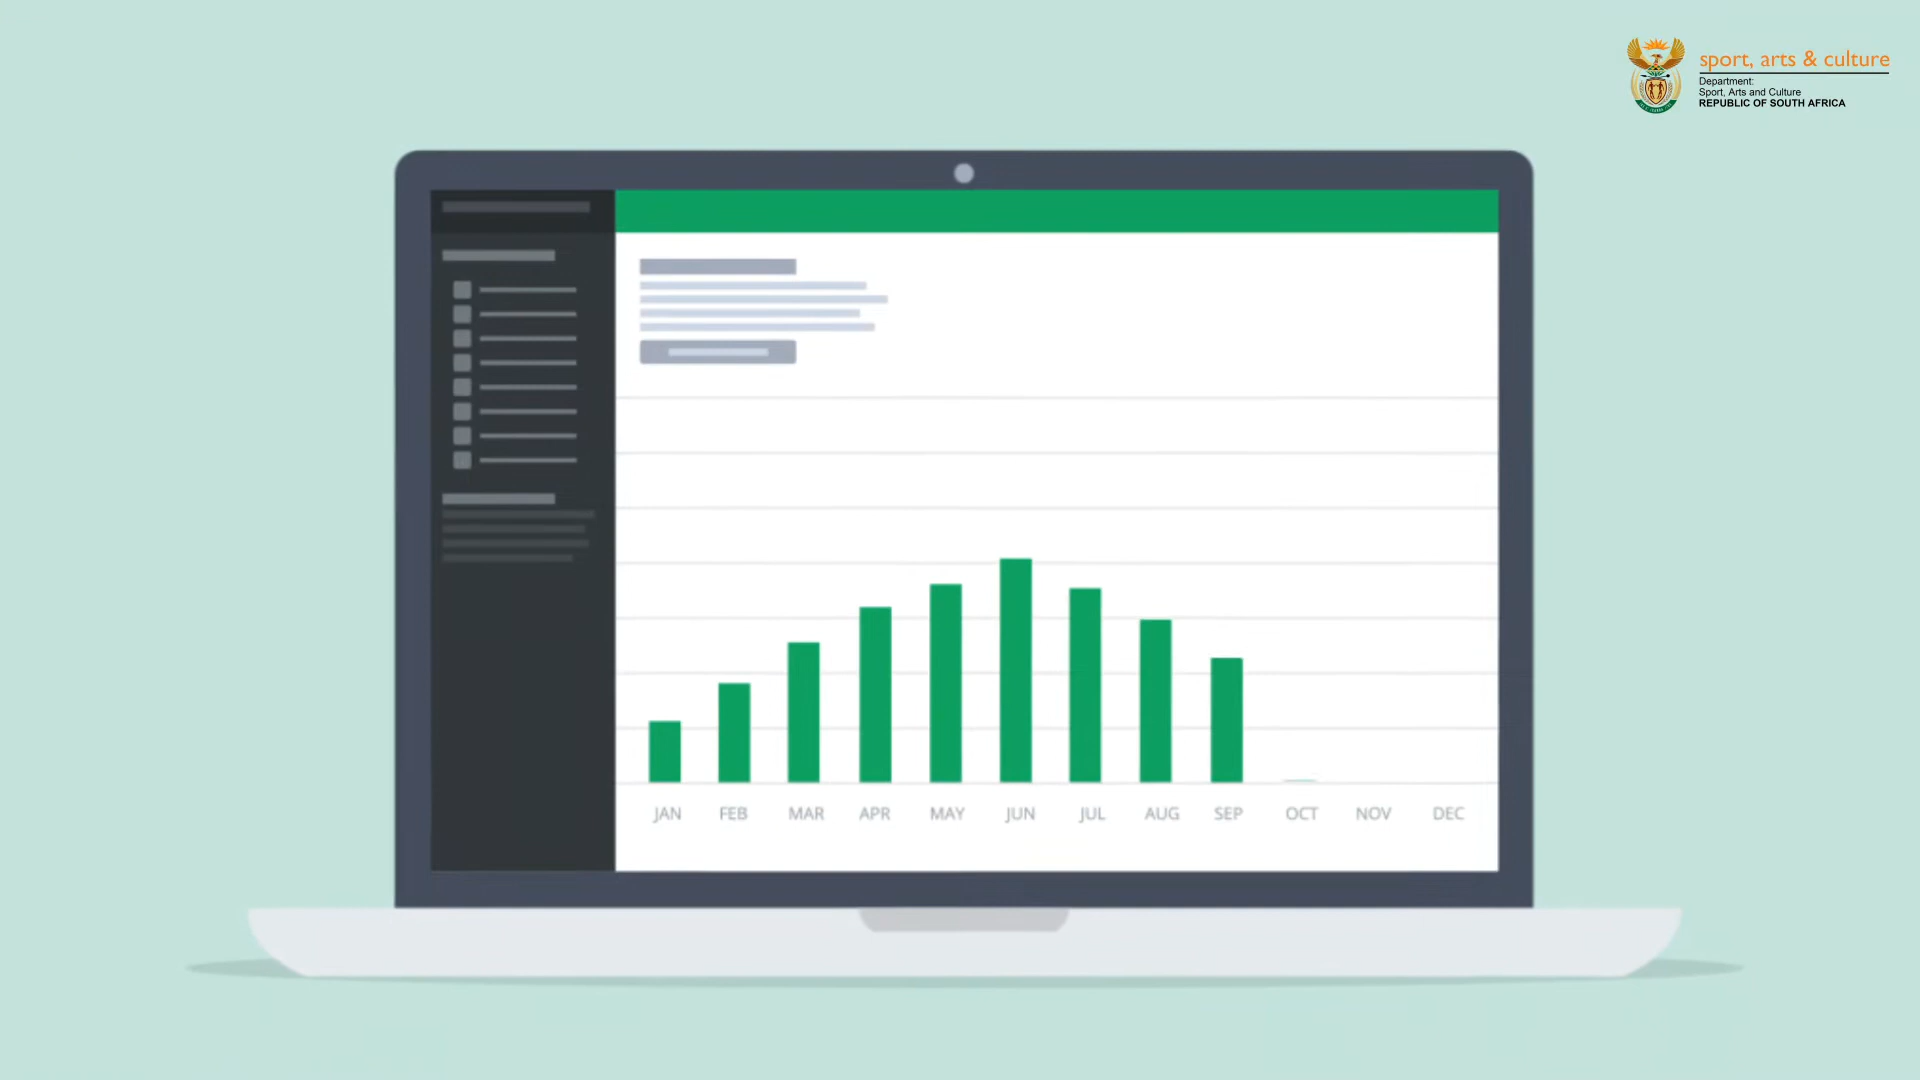 sport, arts & culture
Department:
Sport, Arts and Culture
REPUBLIC OF SOUTH AFRICA
JAN FEB MAR APR MAY JUN JUL AUG SEP OCT NOV DEC